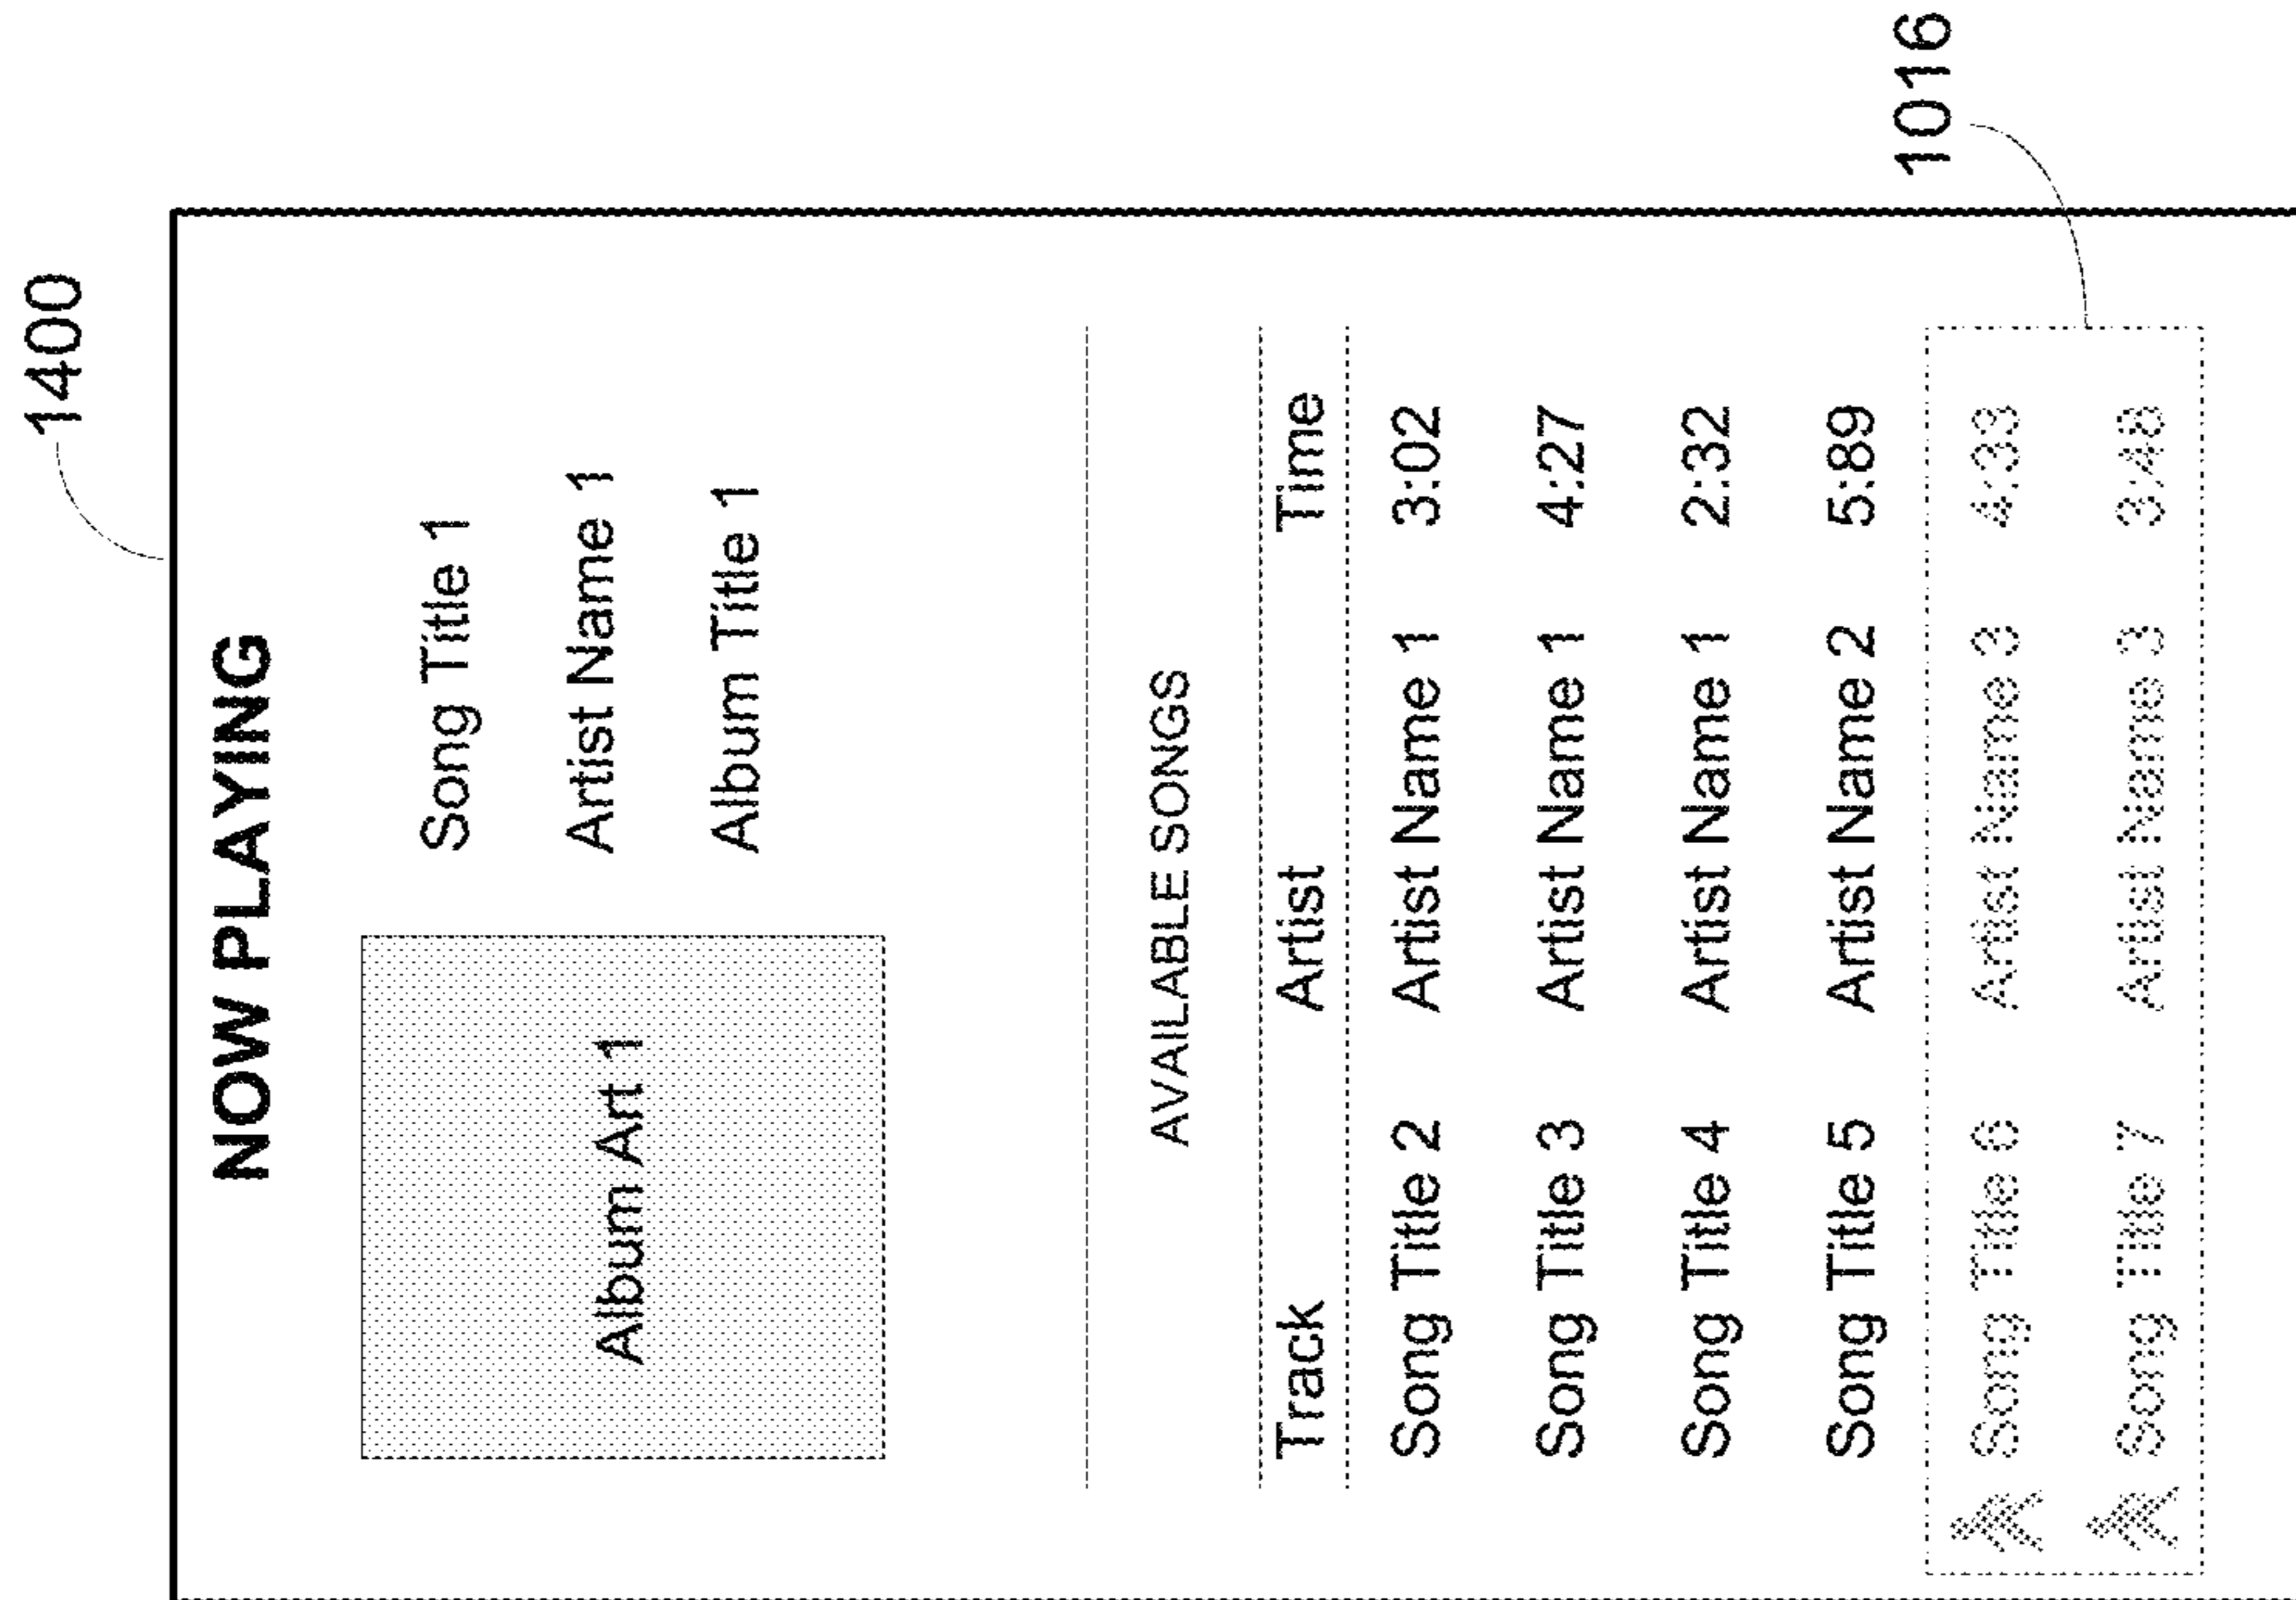 1400
NOW PLAYING
Album Art 1
Song Title 1
Artist Name 1
Album Title 1
AVAILABLE SONGS
Track Artist Time
Song Title 2 Artist Name 1 3:02
Song Title 3 Artist Name 1 4:27
Song Title 4 Artist Name 1 2:32
Song Title 5 Artist Name 2 5:89
Song Title 6 Artist Name 3 4:33
Song Title 7 Artist Name 3 3:48
1016